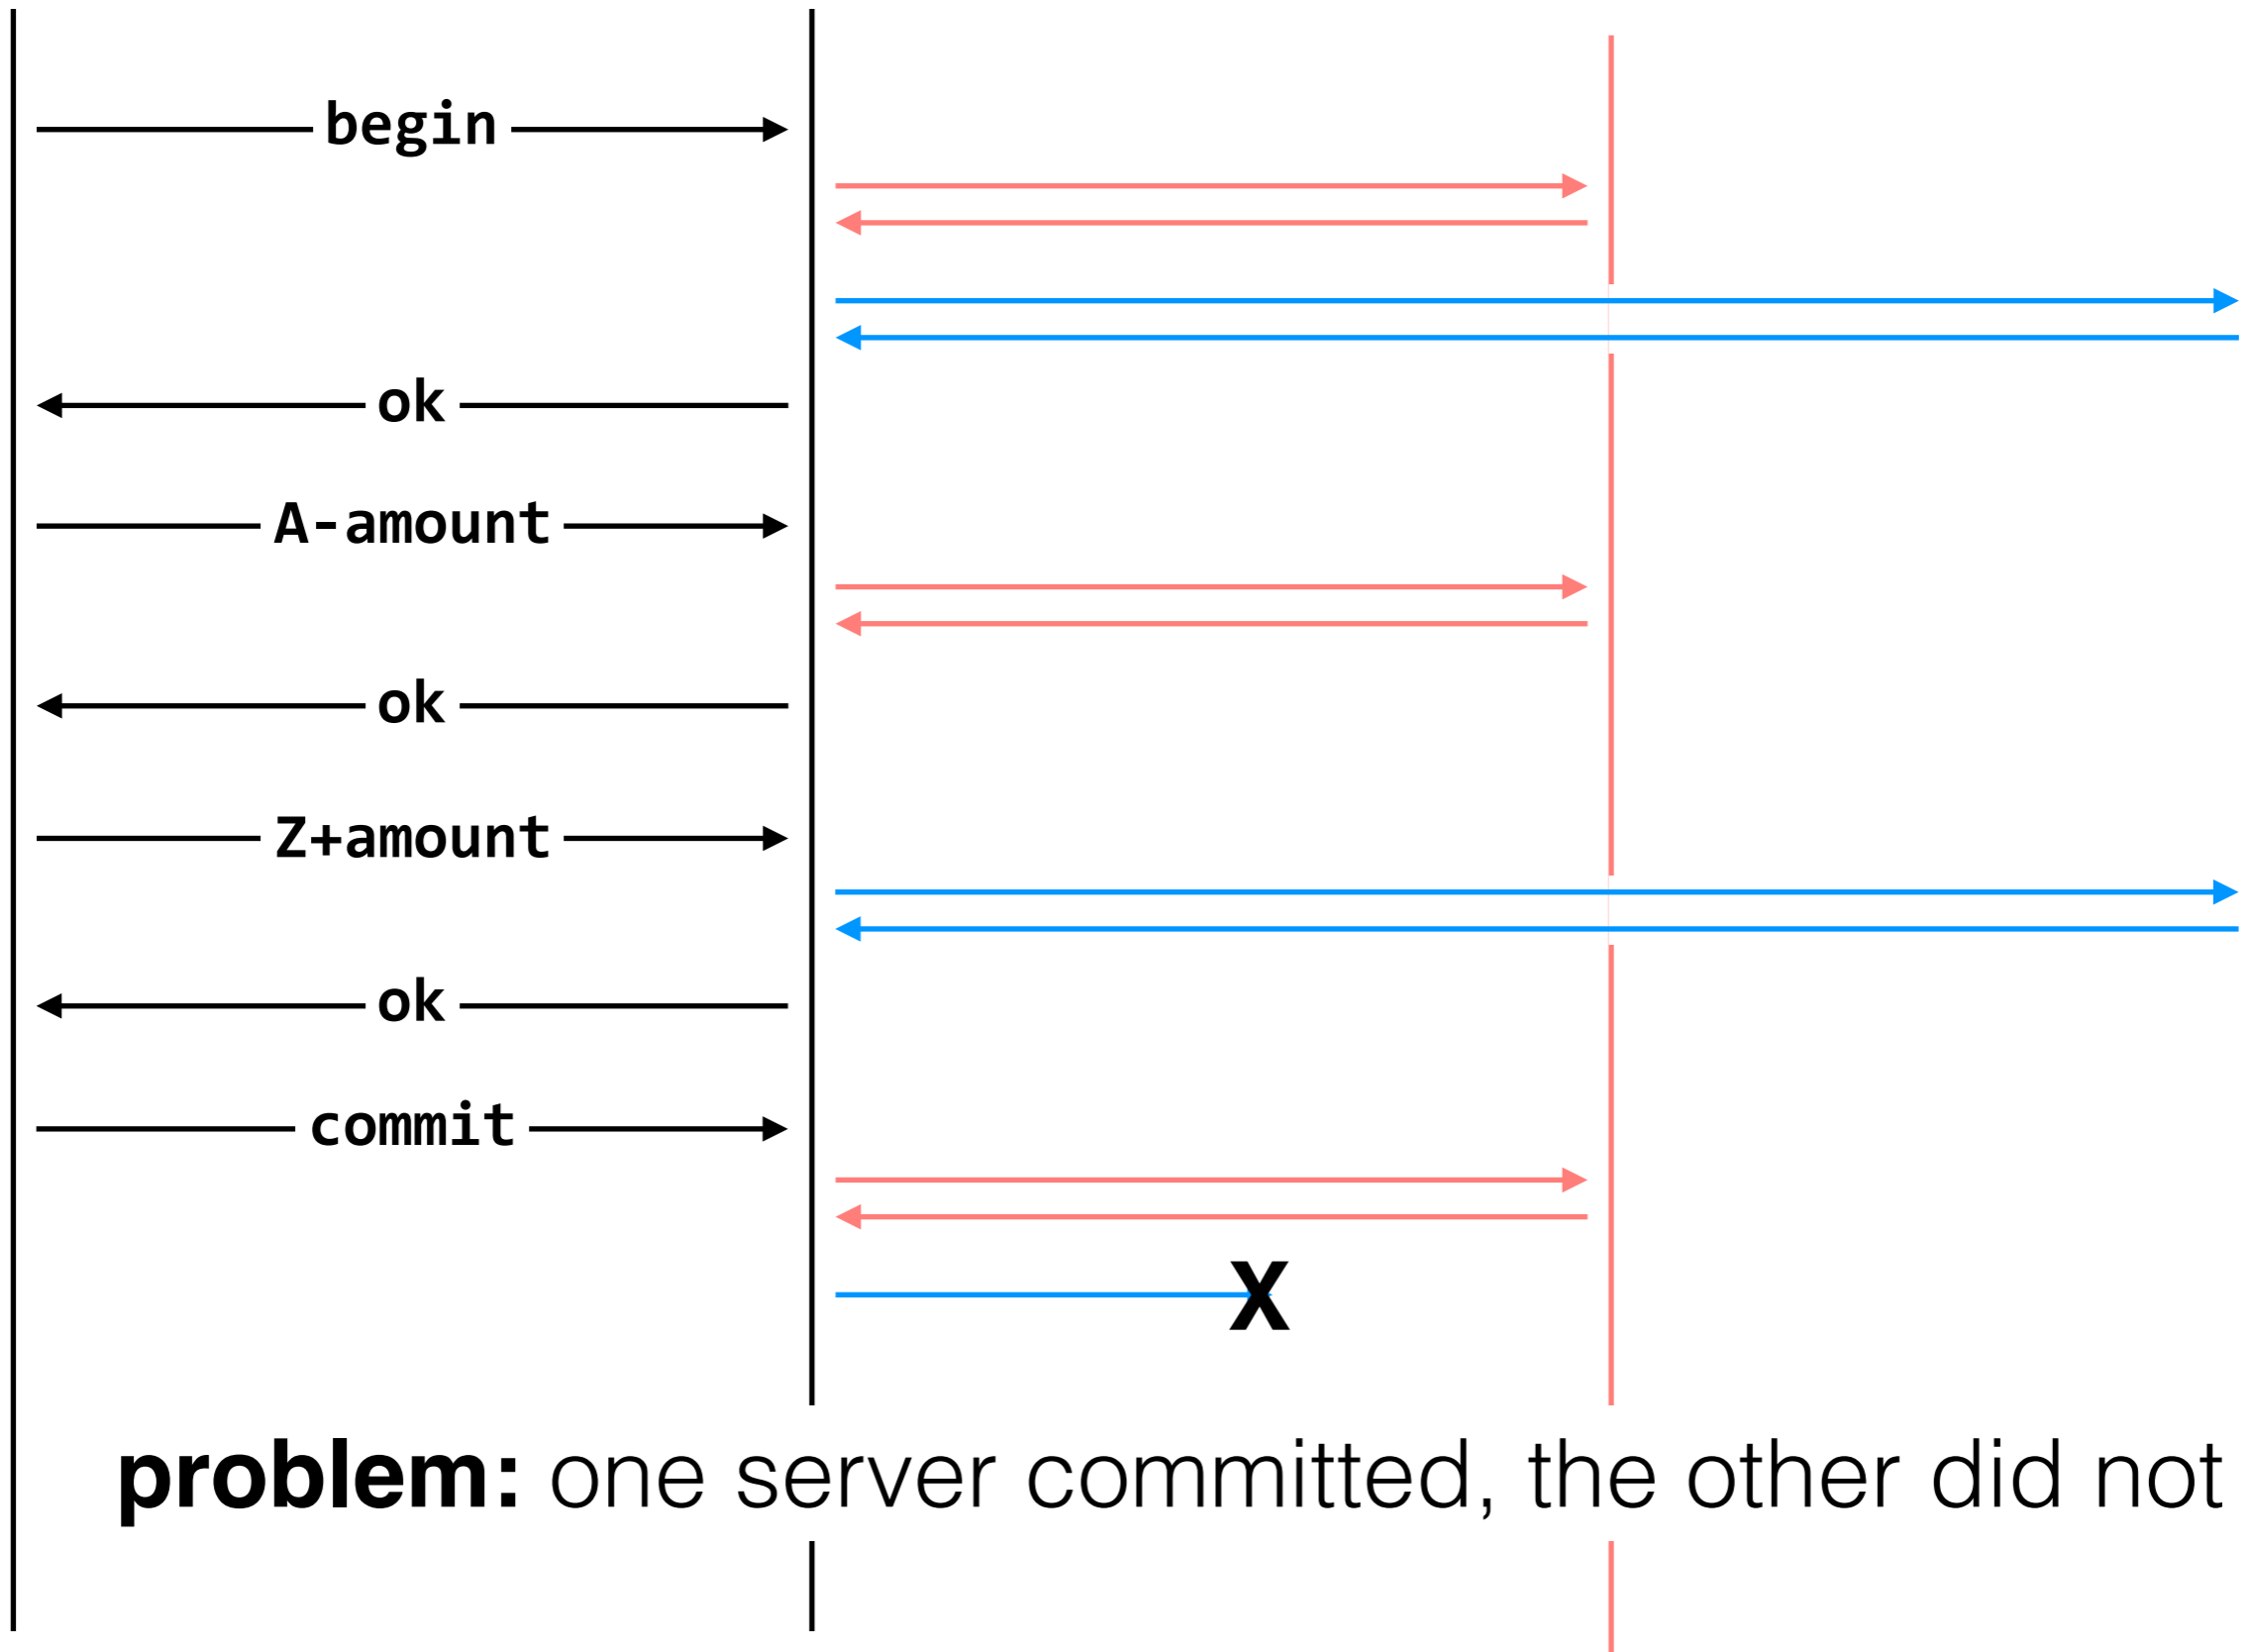 begin
ok
A-amount
ok
Z+amount
ok
commit
X
problem: one server committed, the other did not